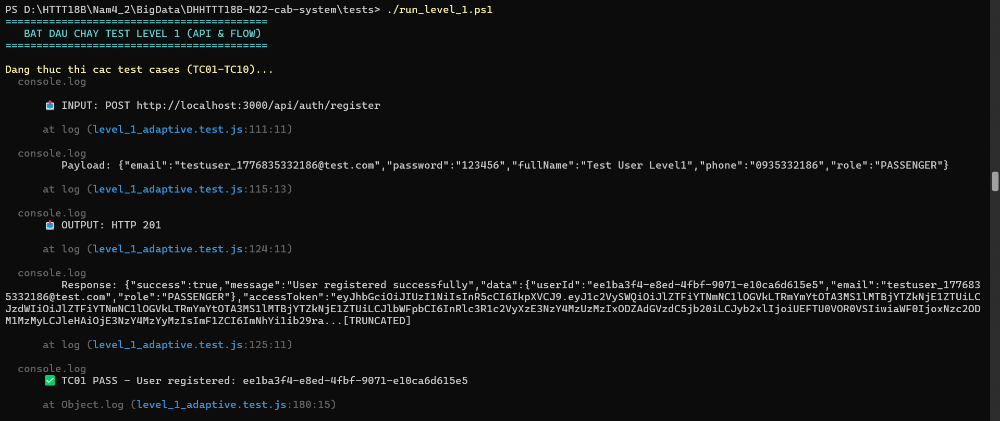 PS D:\HTTT18B\Nam4_2\BigData\DHHTTT18B-N22-cab-system\tests> ./run_level_1.ps1
==========================================
   BAT DAU CHAY TEST LEVEL 1 (API & FLOW)
==========================================
Dang thuc thi cac test cases (TC01-TC10)...
console.log
📤 INPUT: POST http://localhost:3000/api/auth/register
at log (level_1_adaptive.test.js:111:11)
console.log
Payload: {"email":"testuser_1776835332186@test.com","password":"123456","fullName":"Test User Level1","phone":"0935332186","role":"PASSENGER"}
at log (level_1_adaptive.test.js:115:13)
console.log
📥 OUTPUT: HTTP 201
at log (level_1_adaptive.test.js:124:11)
console.log
Response: {"success":true,"message":"User registered successfully","data":{"userId":"ee1ba3f4-e8ed-4fbf-9071-e10ca6d615e5","email":"testuser_177683
5332186@test.com","role":"PASSENGER"},"accessToken":"eyJhbGciOiJIUzI1NiIsInR5cCI6IkpXVCJ9.eyJ1c2VySWQiOiJlZTFiYTNmNC1lOGVkLTRmYmYtOTA3MS1lMTBjYTZkNjE1ZTUiLC
JzdWIiOiJlZTFiYTNmNC1lOGVkLTRmYmYtOTA3MS1lMTBjYTZkNjE1ZTUiLCJlbWFpbCI6InRlc3R1c2VyXzE3NzY4MzUzMzIxODZAdGVzdC5jb20iLCJyb2xlIjoiUEFTU0VOR0VSIiwiaWF0IjoxNzc2OD
M1MzMyLCJleHAiOjE3NzY4MzYyMzIsImF1ZCI6ImNhYi1ib29ra...[TRUNCATED]
at log (level_1_adaptive.test.js:125:11)
console.log
✅ TC01 PASS - User registered: ee1ba3f4-e8ed-4fbf-9071-e10ca6d615e5
at Object.log (level_1_adaptive.test.js:180:15)